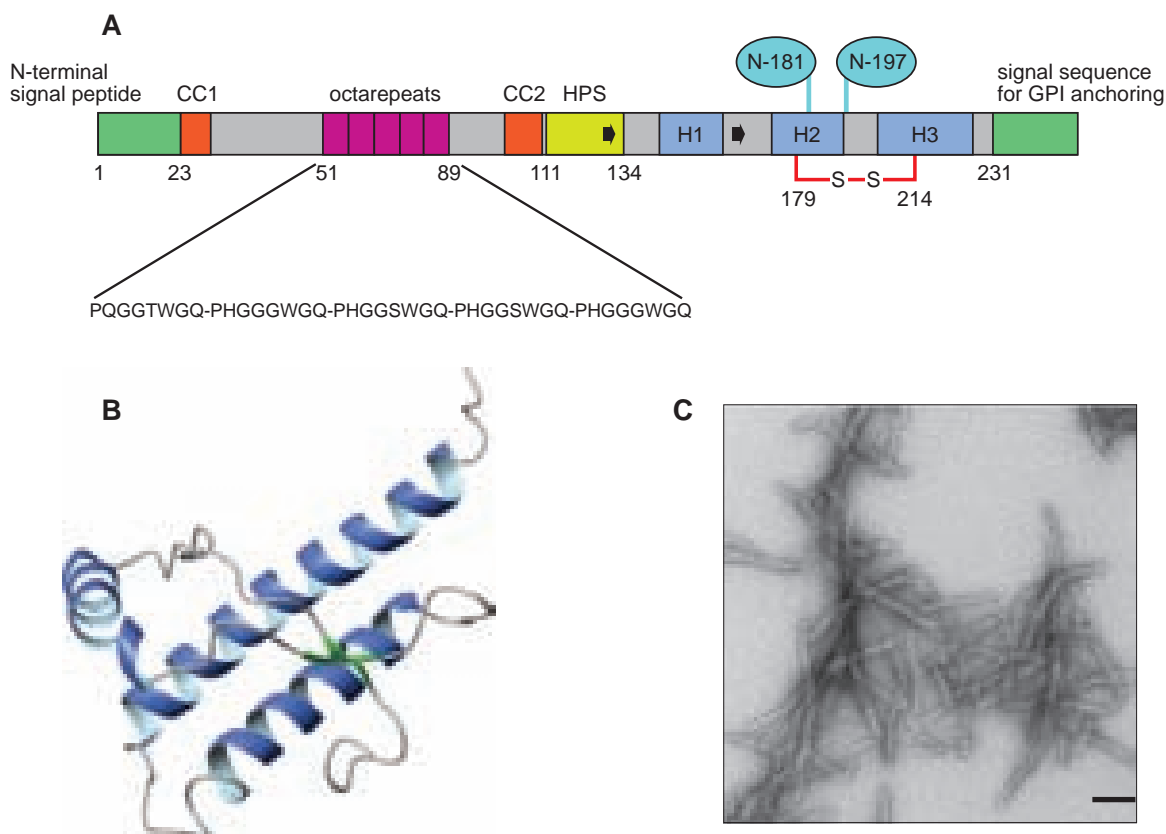 A
N-181 N-197
N-terminal
signal peptide
CC1 octarepeats CC2 HPS
signal sequence
for GPI anchoring
H1 H2 H3
1 23 51 89 111 134 231
S S
179 214
PQGGTWGQ-PHGGGWGQ-PHGGSWGQ-PHGGSWGQ-PHGGGWGQ
B
C